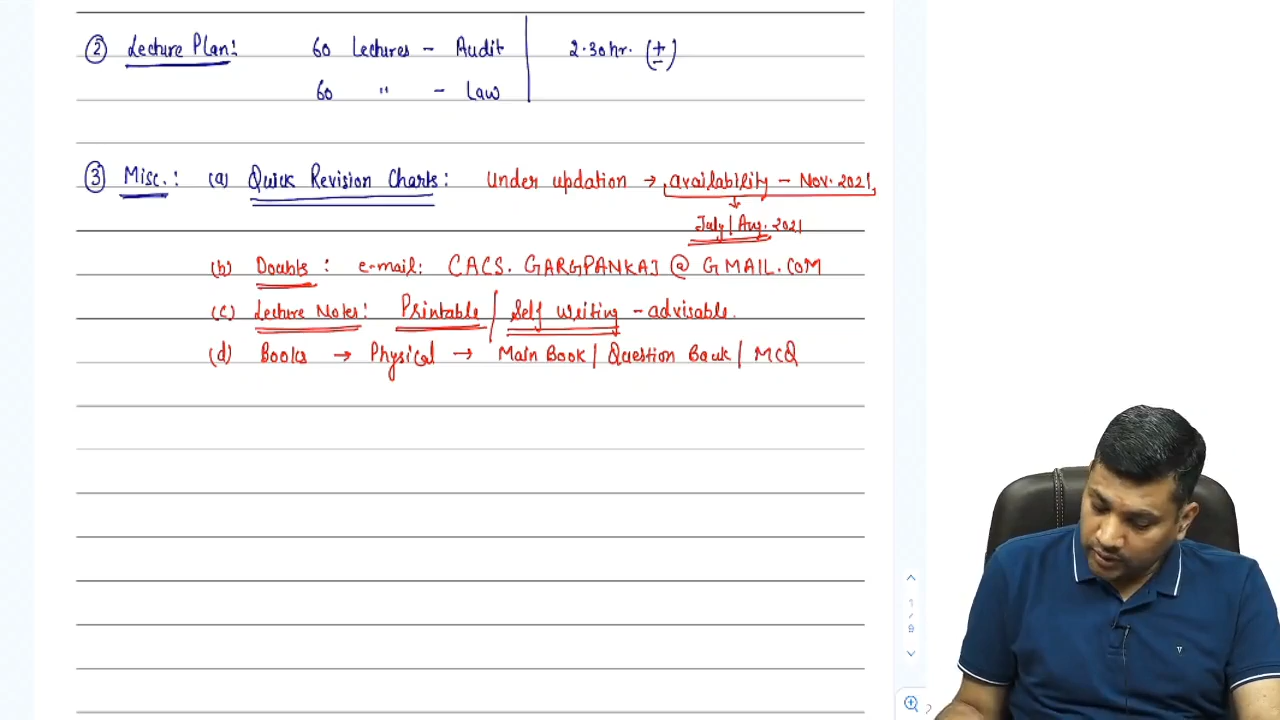 ② Lecture Plan: 60 Lectures - Audit | 2.30 hr. (±)
60 " - Law
③ Misc.: (a) Quick Revision Charts: Under updation → availability - Nov. 2021
July | Aug. 2021
(b) Doubts: e-mail: CACS.GARGPANKAJ@GMAIL.COM
(c) Lecture Notes: Printable / Self Writing - advisable.
(d) Books → Physical → Main Book / Question Bank / MCQ